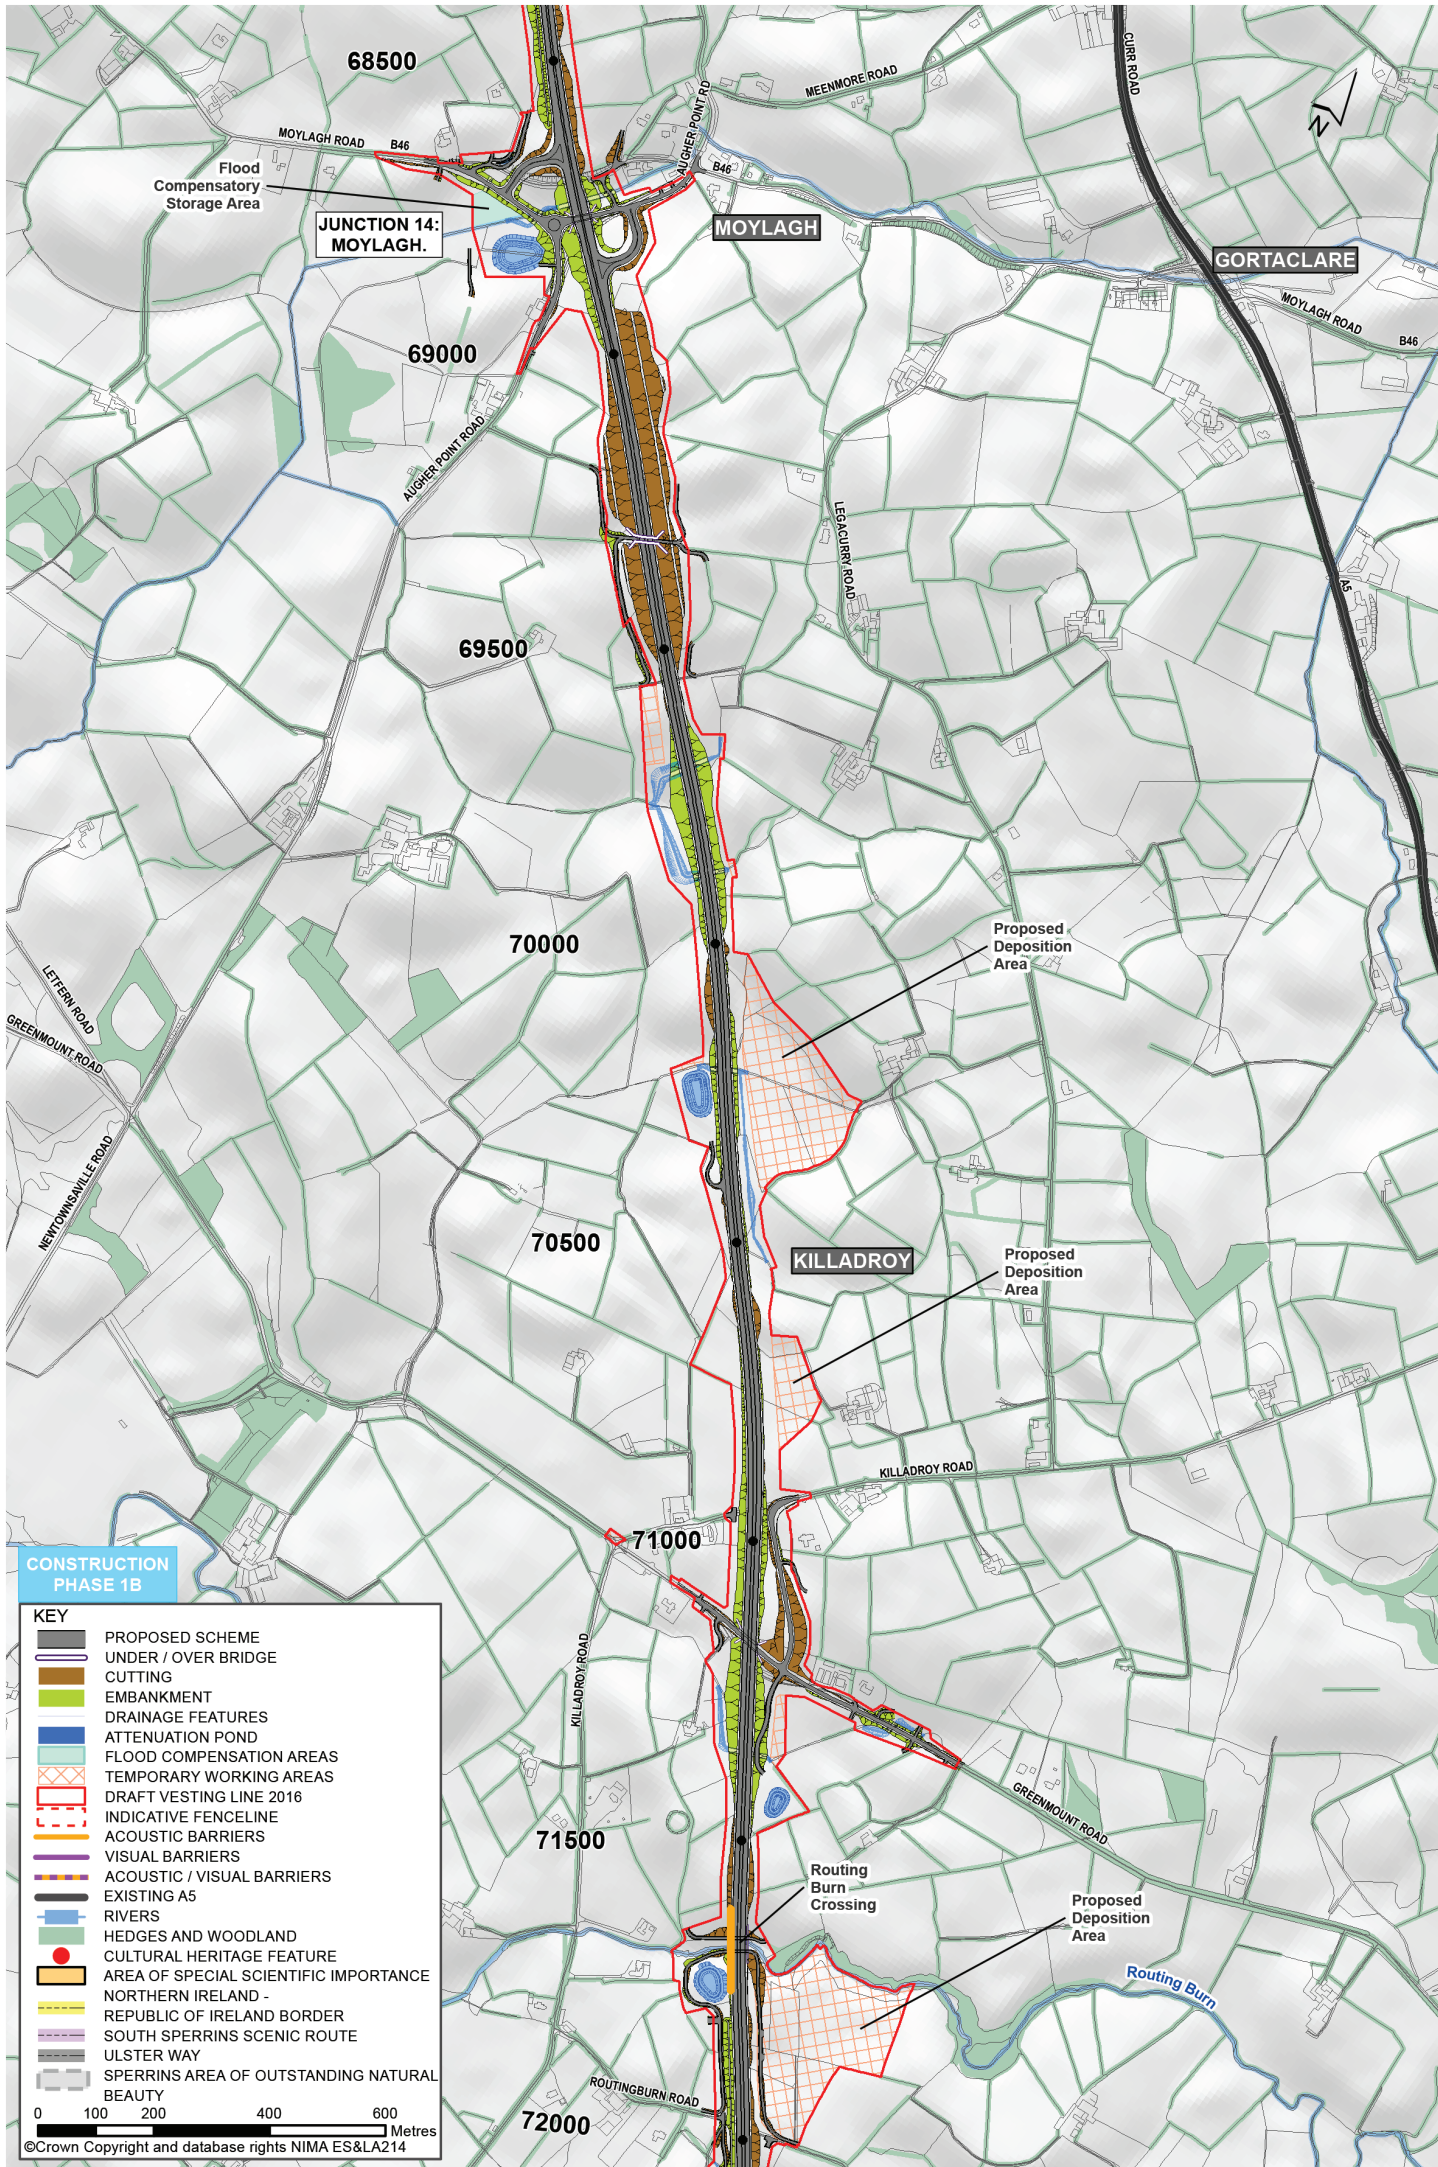 68500
MEENMORE ROAD
CURR ROAD
N
MOYLAGH ROAD
B46
AUGHER POINT RD
B46
Flood
Compensatory
Storage Area
JUNCTION 14:
MOYLAGH.
MOYLAGH
GORTACLARE
MOYLAGH ROAD
B46
69000
AUGHER POINT ROAD
LEGACURRY ROAD
A5
69500
70000
Proposed
Deposition
Area
LETFERN ROAD
GREENMOUNT ROAD
NEWTOWNSAVILLE ROAD
70500
KILLADROY
Proposed
Deposition
Area
KILLADROY ROAD
71000
KILLADROY ROAD
GREENMOUNT ROAD
71500
Routing
Burn
Crossing
Proposed
Deposition
Area
Routing Burn
ROUTINGBURN ROAD
72000
CONSTRUCTION
PHASE 1B
KEY
PROPOSED SCHEME
UNDER / OVER BRIDGE
CUTTING
EMBANKMENT
DRAINAGE FEATURES
ATTENUATION POND
FLOOD COMPENSATION AREAS
TEMPORARY WORKING AREAS
DRAFT VESTING LINE 2016
INDICATIVE FENCELINE
ACOUSTIC BARRIERS
VISUAL BARRIERS
ACOUSTIC / VISUAL BARRIERS
EXISTING A5
RIVERS
HEDGES AND WOODLAND
CULTURAL HERITAGE FEATURE
AREA OF SPECIAL SCIENTIFIC IMPORTANCE
NORTHERN IRELAND -
REPUBLIC OF IRELAND BORDER
SOUTH SPERRINS SCENIC ROUTE
ULSTER WAY
SPERRINS AREA OF OUTSTANDING NATURAL
BEAUTY
0 100 200 400 600
Metres
©Crown Copyright and database rights NIMA ES&LA214